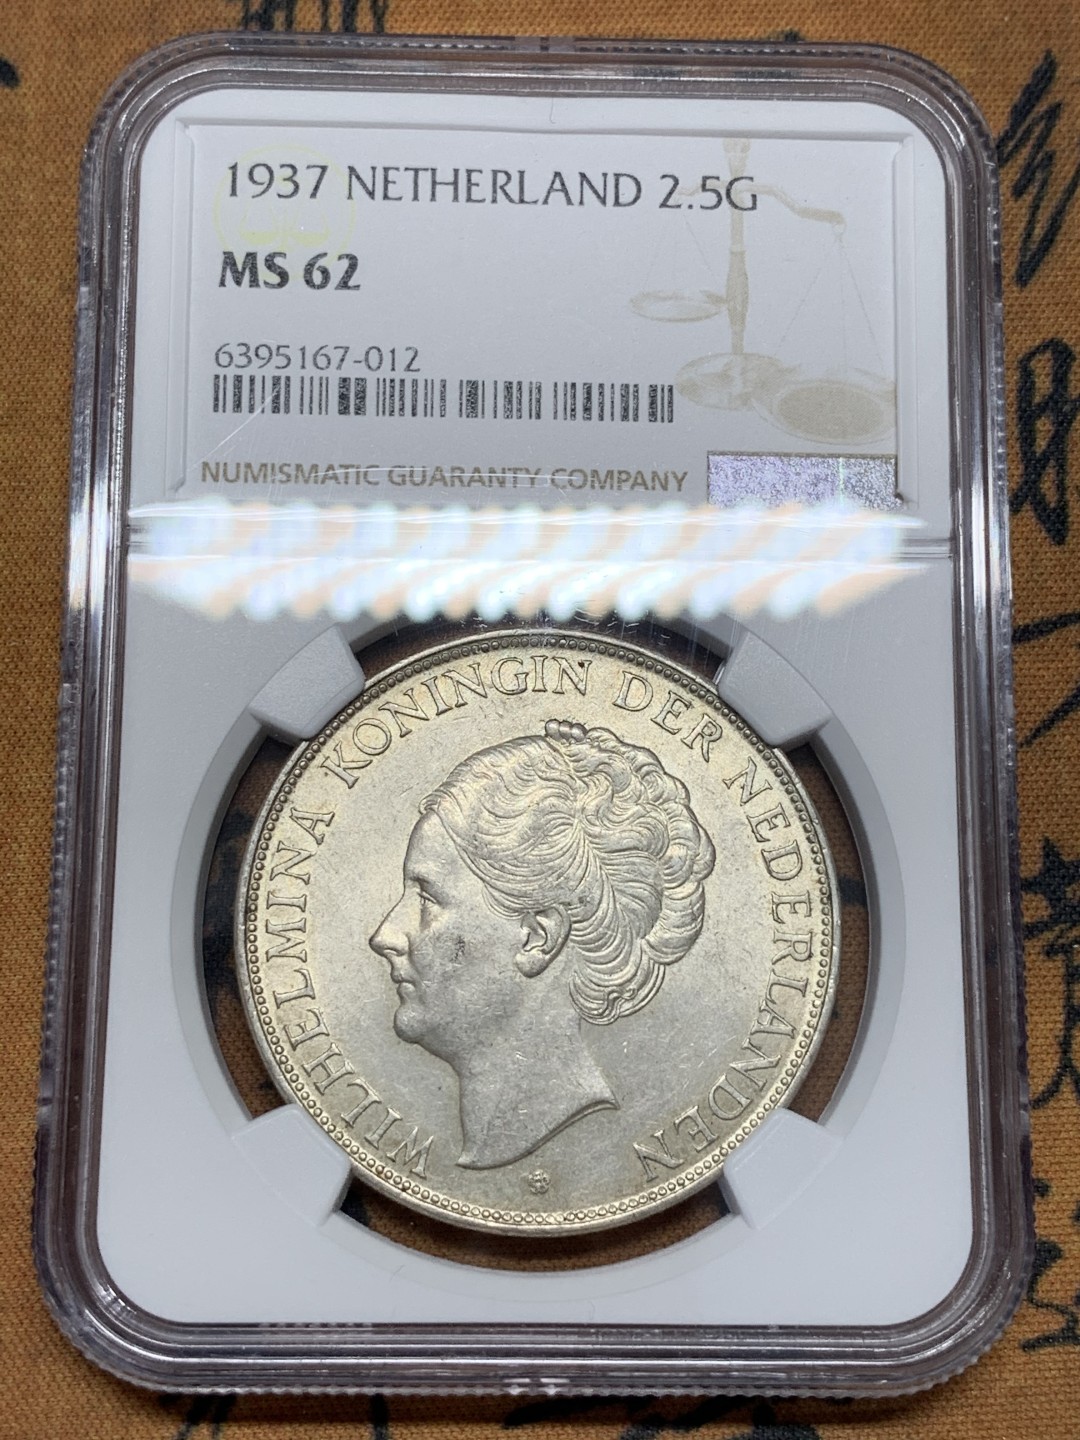 1937 NETHERLAND 2.5G
MS 62
6395167-012
NUMISMATIC GUARANTY COMPANY
WILHELMINA KONINGIN DER NEDERLANDEN